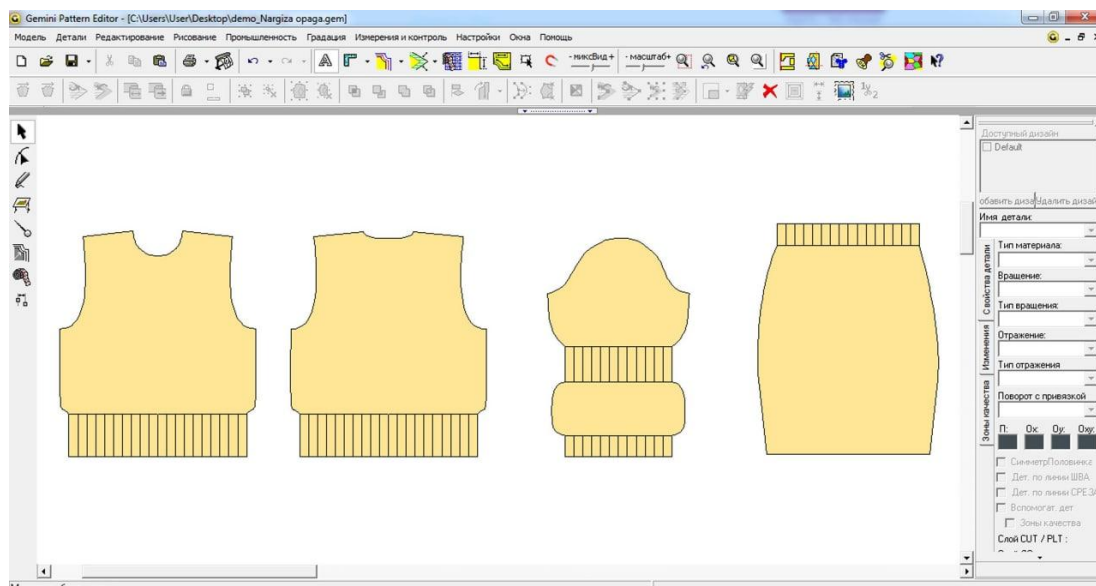 Gemini Pattern Editor - [C:\Users\User\Desktop\demo_Nargiza opaga.gem]
Модель Детали Редактирование Рисование Промышленность Градация Измерения и контроль Настройки Окна Помощь
- миксВид + - масштаб+
Доступный дизайн
Default
обавить диза Удалить дизай
Имя детали:
Тип материала:
Вращение:
Тип вращения:
Отражение:
Тип отражения
Поворот с привязкой
Свойства детали
Изменения
Зоны качества
П: Ох: Оу: Оху:
СимметрПоловинка
Дет. по линии ШВА
Дет. по линии СРЕЗА
Вспомогат. дет
Зоны качества
Слой CUT / PLT :